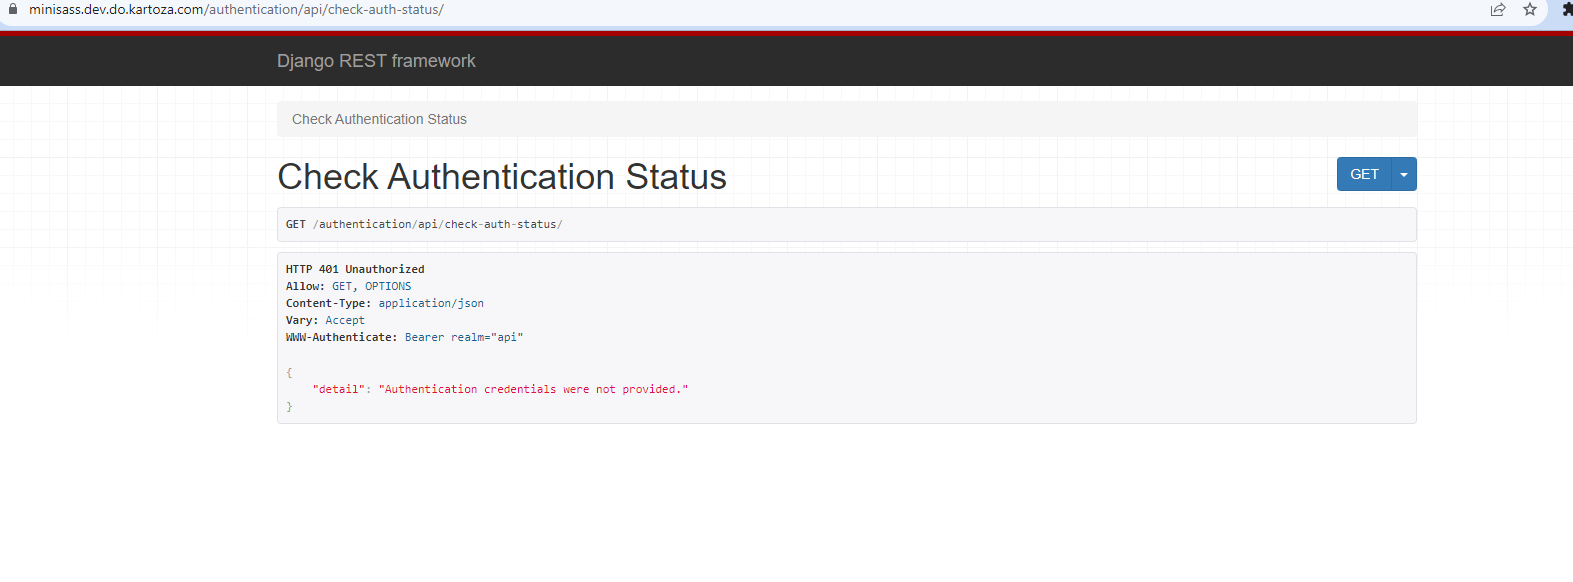 minisass.dev.do.kartoza.com/authentication/api/check-auth-status/
Django REST framework
Check Authentication Status
Check Authentication Status
GET
GET /authentication/api/check-auth-status/
HTTP 401 Unauthorized
Allow: GET, OPTIONS
Content-Type: application/json
Vary: Accept
WWW-Authenticate: Bearer realm="api"
{
    "detail": "Authentication credentials were not provided."
}